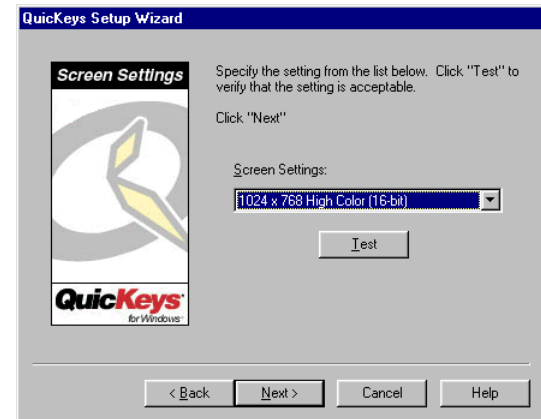 QuicKeys Setup Wizard
Screen Settings
Specify the setting from the list below. Click "Test" to
verify that the setting is acceptable.
Click "Next"
Screen Settings:
1024 x 768 High Color (16-bit)
Test
QuicKeys
for Windows
< Back
Next >
Cancel
Help